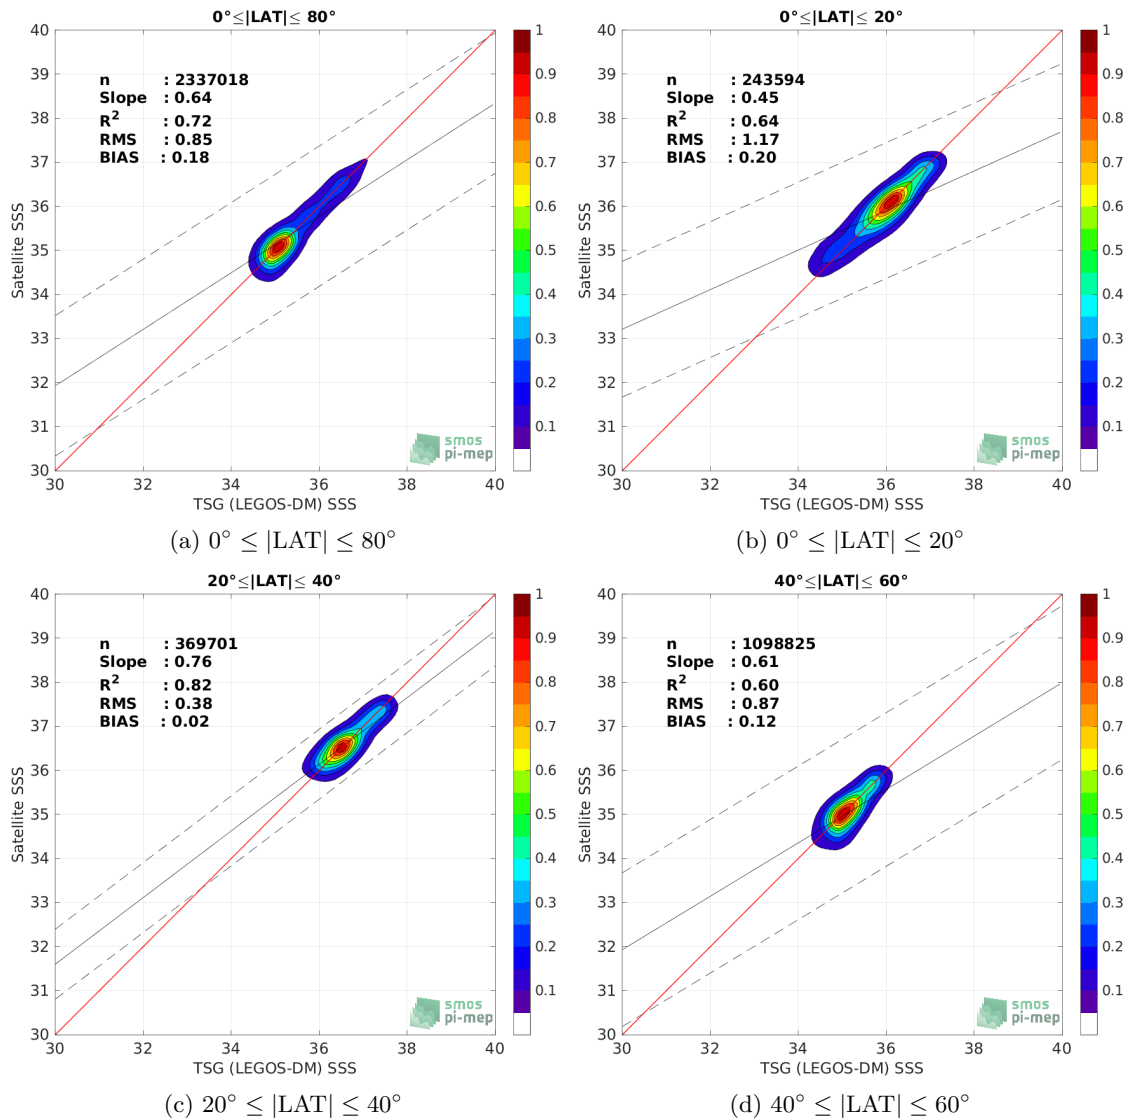 0°≤|LAT|≤ 80°
Satellite SSS
40
39
38
37
36
35
34
33
32
31
30
n : 2337018
Slope : 0.64
R² : 0.72
RMS : 0.85
BIAS : 0.18
smos
pi-mep
30 32 34 36 38 40
TSG (LEGOS-DM) SSS
1
0.9
0.8
0.7
0.6
0.5
0.4
0.3
0.2
0.1
(a) 0° ≤ |LAT| ≤ 80°
0°≤|LAT|≤ 20°
Satellite SSS
40
39
38
37
36
35
34
33
32
31
30
n : 243594
Slope : 0.45
R² : 0.64
RMS : 1.17
BIAS : 0.20
smos
pi-mep
30 32 34 36 38 40
TSG (LEGOS-DM) SSS
1
0.9
0.8
0.7
0.6
0.5
0.4
0.3
0.2
0.1
(b) 0° ≤ |LAT| ≤ 20°
20°≤|LAT|≤ 40°
Satellite SSS
40
39
38
37
36
35
34
33
32
31
30
n : 369701
Slope : 0.76
R² : 0.82
RMS : 0.38
BIAS : 0.02
smos
pi-mep
30 32 34 36 38 40
TSG (LEGOS-DM) SSS
1
0.9
0.8
0.7
0.6
0.5
0.4
0.3
0.2
0.1
(c) 20° ≤ |LAT| ≤ 40°
40°≤|LAT|≤ 60°
Satellite SSS
40
39
38
37
36
35
34
33
32
31
30
n : 1098825
Slope : 0.61
R² : 0.60
RMS : 0.87
BIAS : 0.12
smos
pi-mep
30 32 34 36 38 40
TSG (LEGOS-DM) SSS
1
0.9
0.8
0.7
0.6
0.5
0.4
0.3
0.2
0.1
(d) 40° ≤ |LAT| ≤ 60°